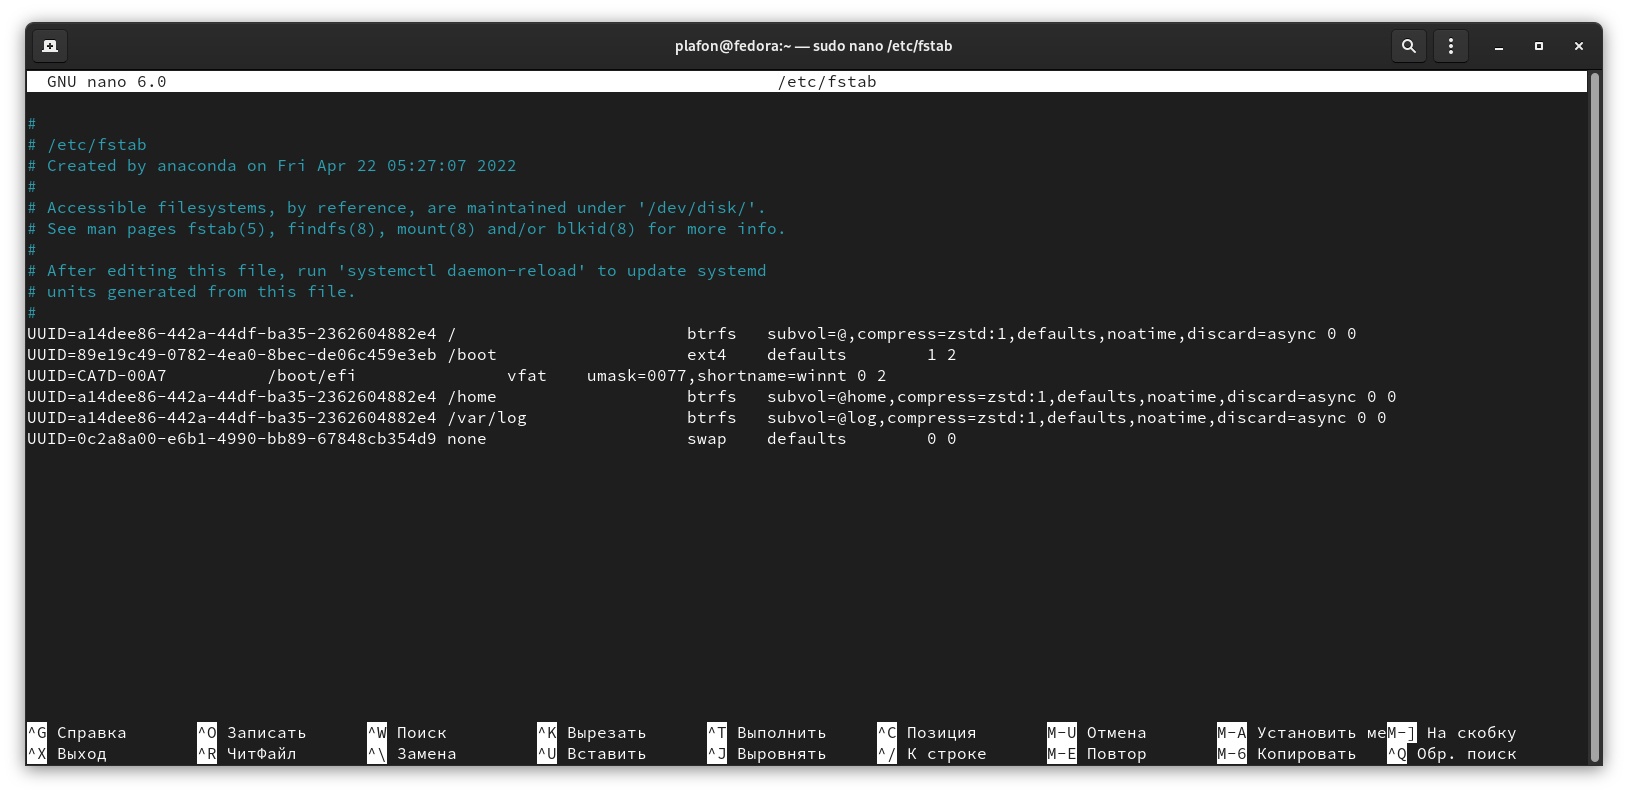 plafon@fedora:~ — sudo nano /etc/fstab
GNU nano 6.0 /etc/fstab
#
# /etc/fstab
# Created by anaconda on Fri Apr 22 05:27:07 2022
#
# Accessible filesystems, by reference, are maintained under '/dev/disk/'.
# See man pages fstab(5), findfs(8), mount(8) and/or blkid(8) for more info.
#
# After editing this file, run 'systemctl daemon-reload' to update systemd
# units generated from this file.
#
UUID=a14dee86-442a-44df-ba35-2362604882e4 / btrfs subvol=@,compress=zstd:1,defaults,noatime,discard=async 0 0
UUID=89e19c49-0782-4ea0-8bec-de06c459e3eb /boot ext4 defaults 1 2
UUID=CA7D-00A7 /boot/efi vfat umask=0077,shortname=winnt 0 2
UUID=a14dee86-442a-44df-ba35-2362604882e4 /home btrfs subvol=@home,compress=zstd:1,defaults,noatime,discard=async 0 0
UUID=a14dee86-442a-44df-ba35-2362604882e4 /var/log btrfs subvol=@log,compress=zstd:1,defaults,noatime,discard=async 0 0
UUID=0c2a8a00-e6b1-4990-bb89-67848cb354d9 none swap defaults 0 0
^G Справка ^O Записать ^W Поиск ^K Вырезать ^T Выполнить ^C Позиция M-U Отмена M-A Установить меM-] На скобку
^X Выход ^R ЧитФайл ^\ Замена ^U Вставить ^J Выровнять ^/ К строке M-E Повтор M-6 Копировать ^Q Обр. поиск